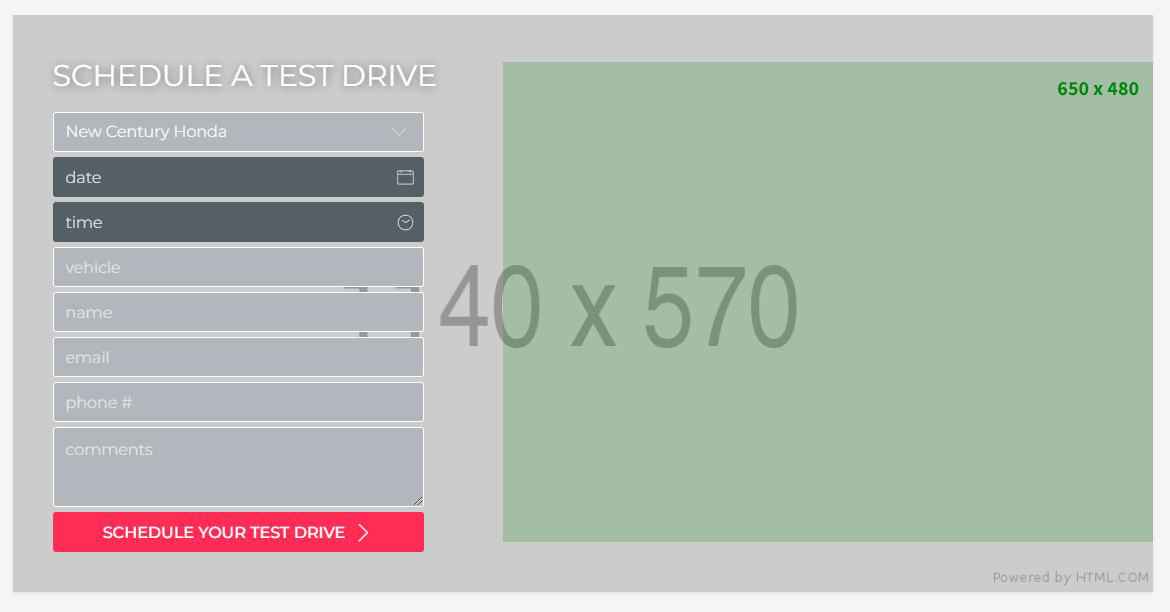 SCHEDULE A TEST DRIVE
New Century Honda
date
time
vehicle
name
email
phone #
comments
SCHEDULE YOUR TEST DRIVE
650 x 480
1140 x 570
Powered by HTML.COM